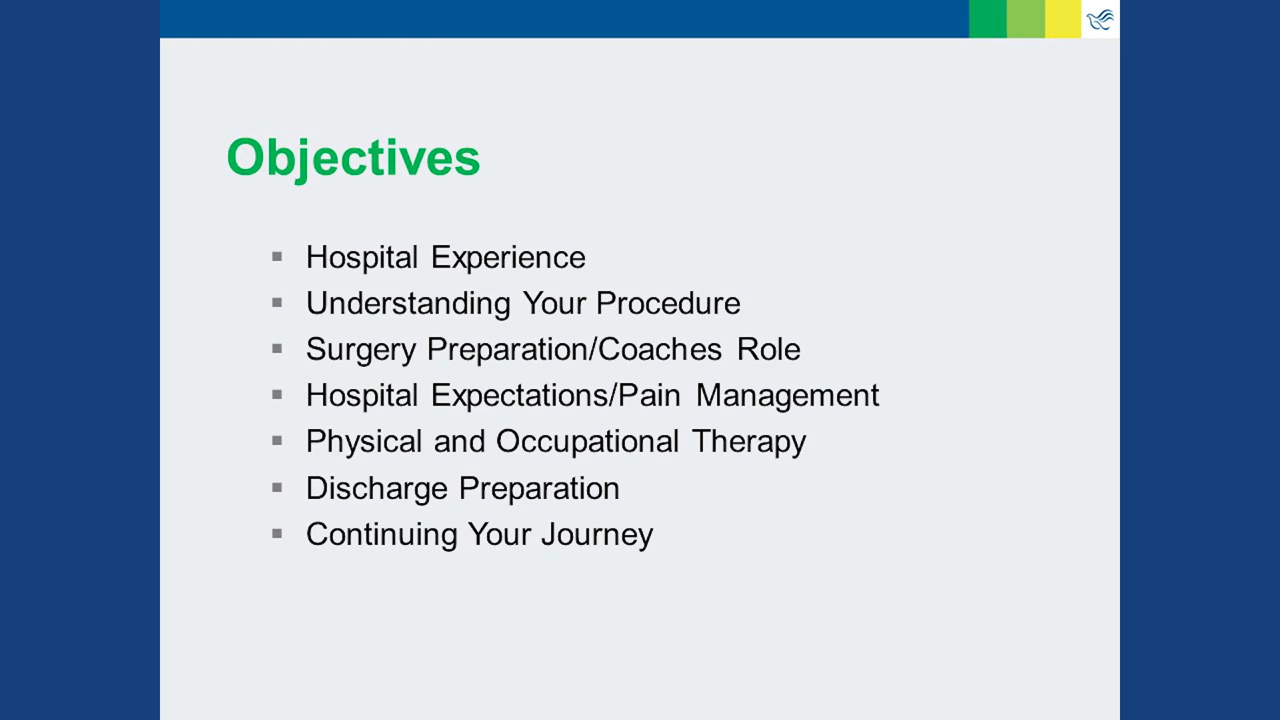 Objectives
Hospital Experience
Understanding Your Procedure
Surgery Preparation/Coaches Role
Hospital Expectations/Pain Management
Physical and Occupational Therapy
Discharge Preparation
Continuing Your Journey